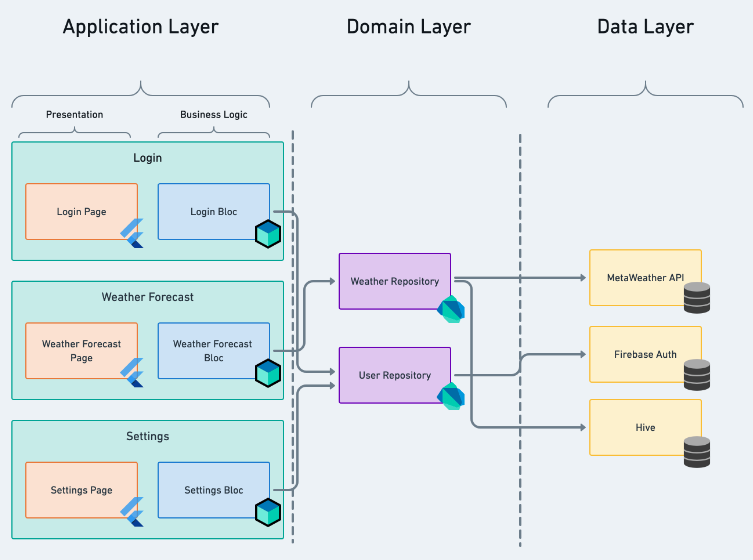 Application Layer
Domain Layer
Data Layer
Presentation
Business Logic
Login
Login Page
Login Bloc
Weather Forecast
Weather Forecast
Page
Weather Forecast
Bloc
Settings
Settings Page
Settings Bloc
Weather Repository
User Repository
MetaWeather API
Firebase Auth
Hive